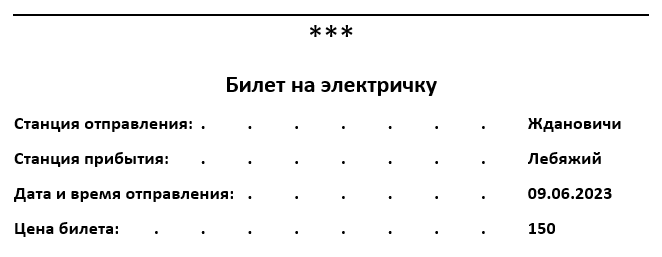 ***
Билет на электричку
Станция отправления: . . . . . . . Ждановичи
Станция прибытия: . . . . . . . Лебяжий
Дата и время отправления: . . . . . . 09.06.2023
Цена билета: . . . . . . . . 150